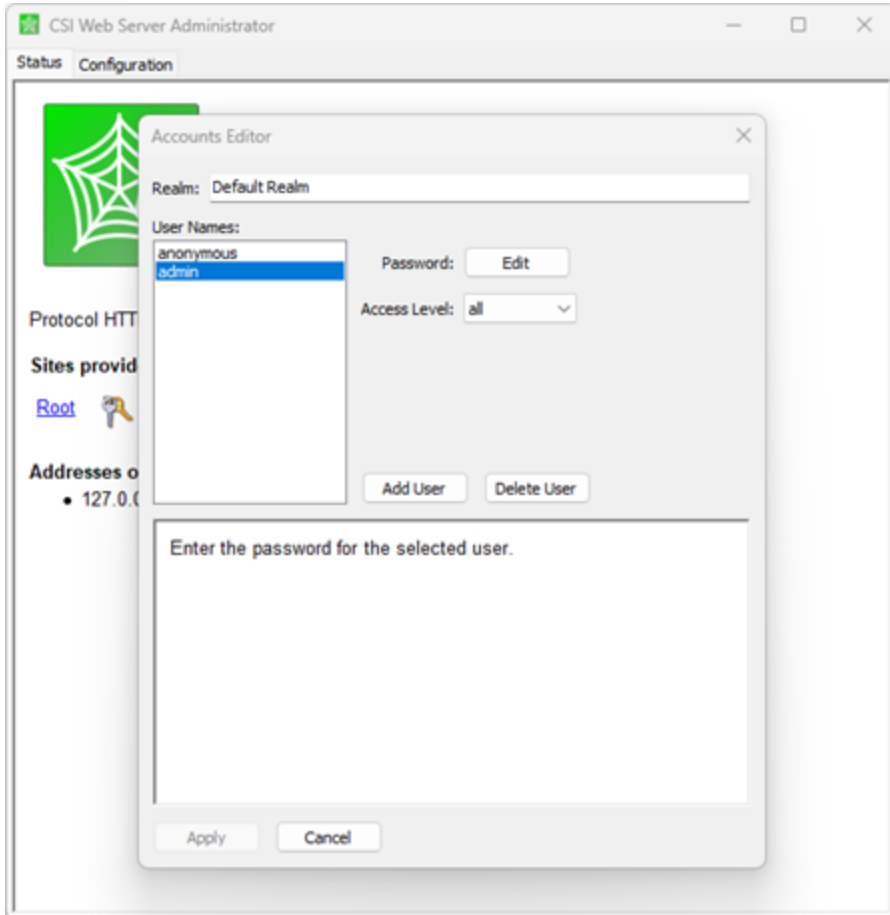 CSI Web Server Administrator
Status Configuration
Accounts Editor
Realm: Default Realm
User Names:
anonymous
admin
Password: Edit
Access Level: all
Protocol HTT
Sites provid
Root
Addresses o
127.0.0
Add User Delete User
Enter the password for the selected user.
Apply Cancel